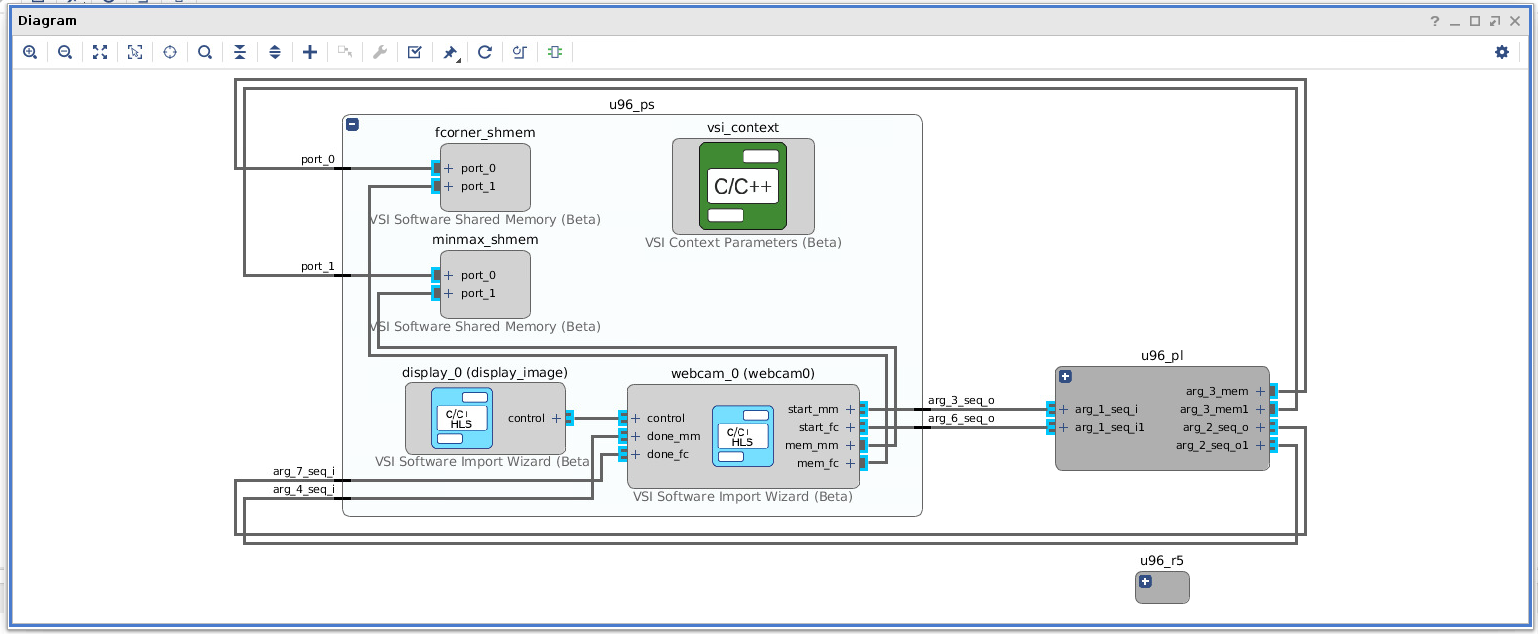 Diagram
?
u96_ps
fcorner_shmem
port_0
port_0
port_1
VSI Software Shared Memory (Beta)
vsi_context
C/C++
VSI Context Parameters (Beta)
minmax_shmem
port_1
port_0
port_1
VSI Software Shared Memory (Beta)
display_0 (display_image)
C/C+
HLS
control
VSI Software Import Wizard (Beta
webcam_0 (webcam0)
control
done_mm
done_fc
C/C+
HLS
start_mm
start_fc
mem_mm
mem_fc
VSI Software Import Wizard (Beta)
arg_3_seq_o
arg_6_seq_o
arg_7_seq_i
arg_4_seq_i
u96_pl
arg_1_seq_i
arg_1_seq_i1
arg_3_mem
arg_3_mem1
arg_2_seq_o
arg_2_seq_o1
u96_r5